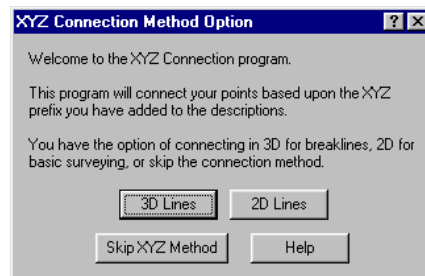 XYZ Connection Method Option
Welcome to the XYZ Connection program.
This program will connect your points based upon the XYZ
prefix you have added to the descriptions.
You have the option of connecting in 3D for breaklines, 2D for
basic surveying, or skip the connection method.
3D Lines
2D Lines
Skip XYZ Method
Help